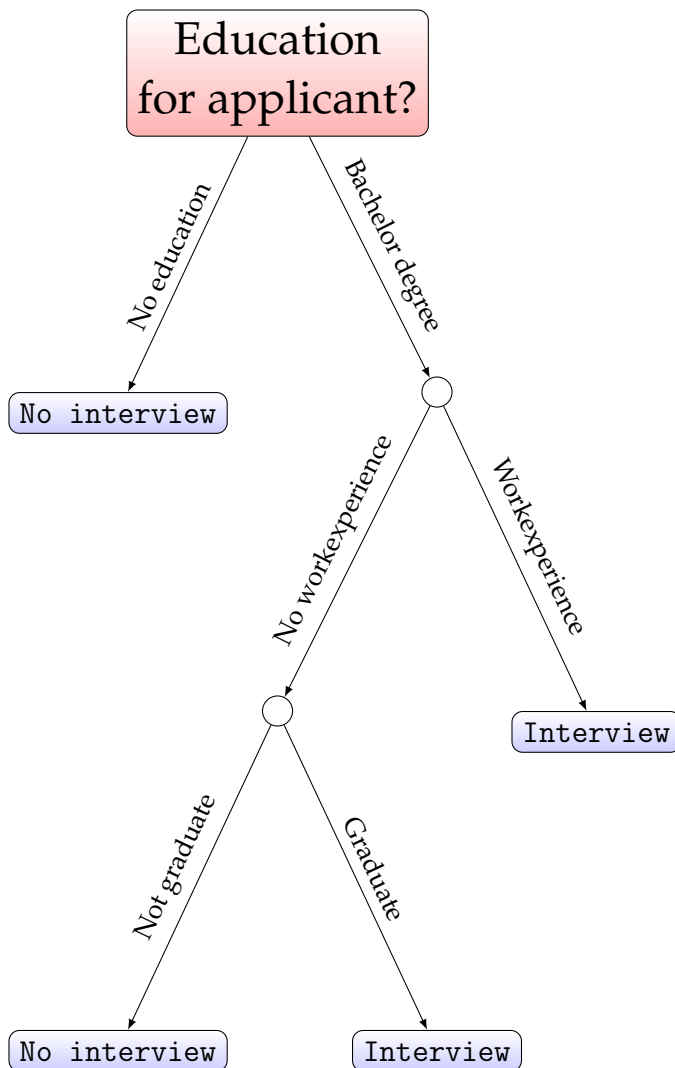 Education
for applicant?
No education
Bachelor degree
No interview
No workexperience
Workexperience
Interview
Not graduate
Graduate
No interview
Interview